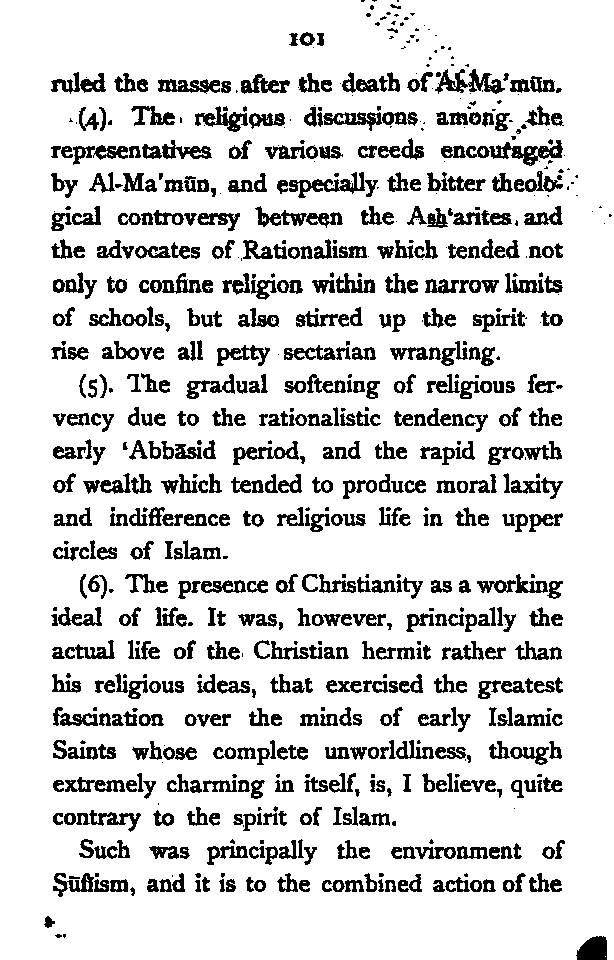 101
ruled the masses after the death of Al-Ma’mūn.
(4). The religious discussions among the
representatives of various creeds encouraged
by Al-Ma’mūn, and especially the bitter theolo-
gical controversy between the As̲h̲‘arites and
the advocates of Rationalism which tended not
only to confine religion within the narrow limits
of schools, but also stirred up the spirit to
rise above all petty sectarian wrangling.
(5). The gradual softening of religious fer-
vency due to the rationalistic tendency of the
early ‘Abbāsid period, and the rapid growth
of wealth which tended to produce moral laxity
and indifference to religious life in the upper
circles of Islam.
(6). The presence of Christianity as a working
ideal of life. It was, however, principally the
actual life of the Christian hermit rather than
his religious ideas, that exercised the greatest
fascination over the minds of early Islamic
Saints whose complete unworldliness, though
extremely charming in itself, is, I believe, quite
contrary to the spirit of Islam.
Such was principally the environment of
Ṣūfīism, and it is to the combined action of the